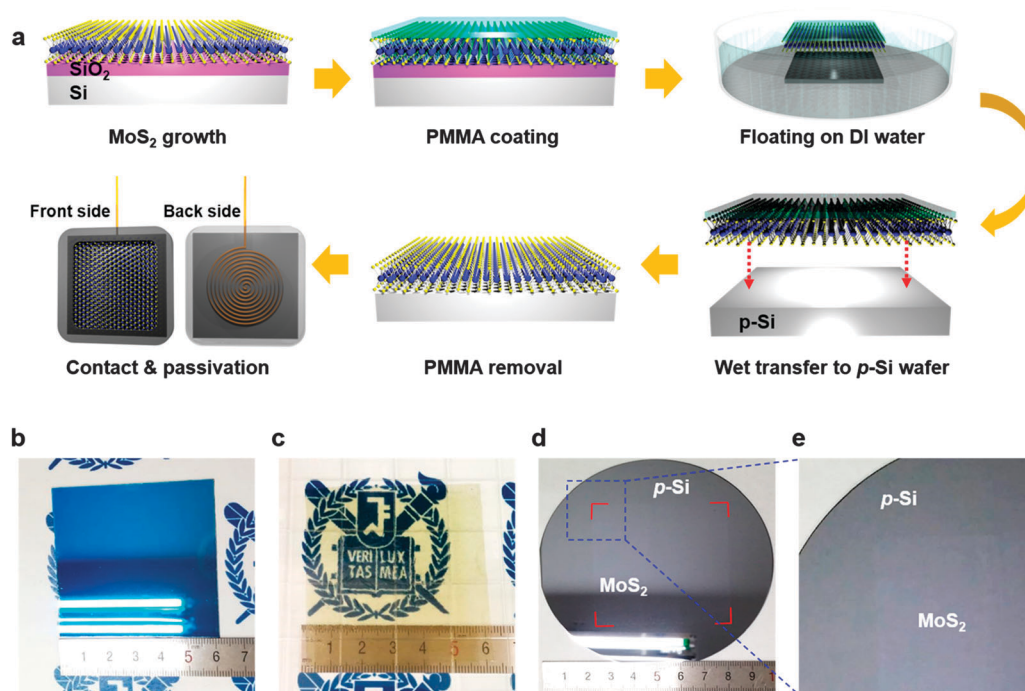 a
SiO₂
Si
MoS₂ growth
PMMA coating
Floating on DI water
Front side
Back side
p-Si
Contact & passivation
PMMA removal
Wet transfer to p-Si wafer
b
1 2 3 4 5 6 7
c
VERI LUX
TAS MEA
1 2 3 4 5 6
d
p-Si
MoS₂
1 2 3 4 5 6 7 8 9
e
p-Si
MoS₂